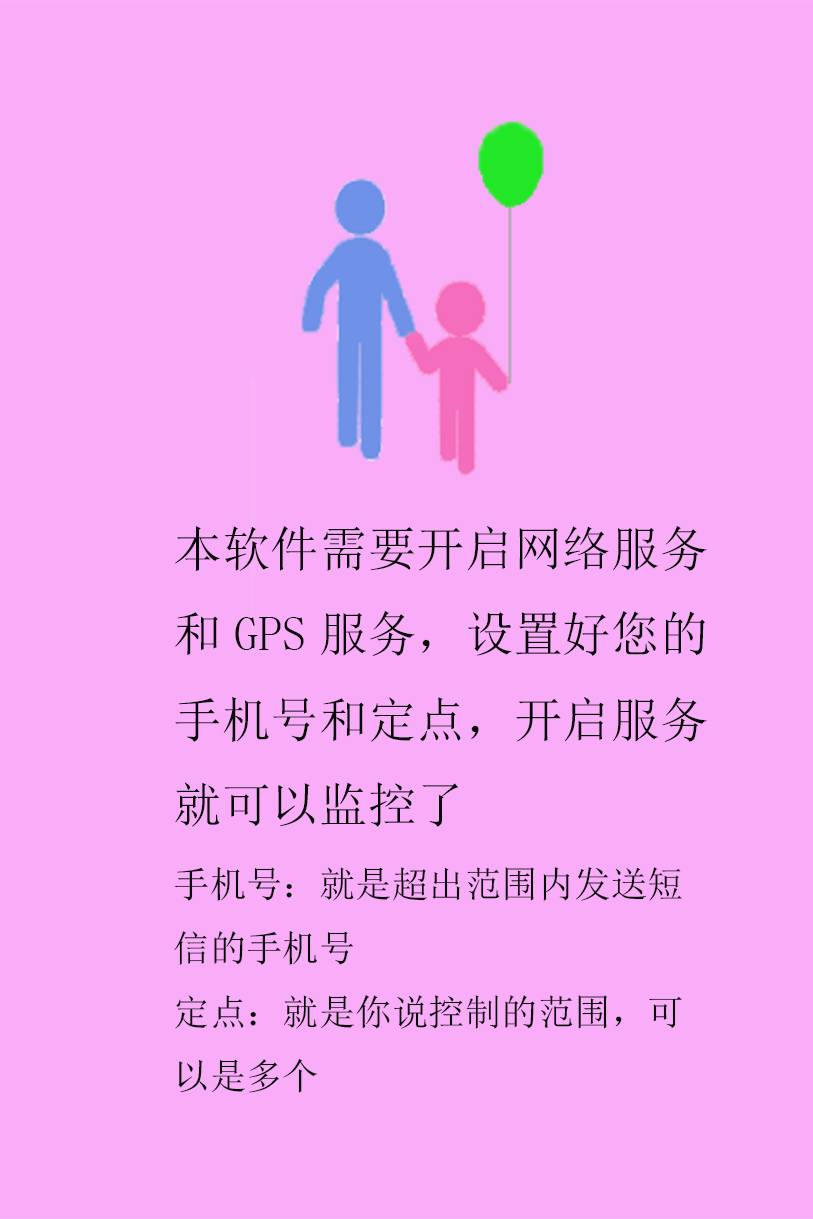 本软件需要开启网络服务
和 GPS 服务，设置好您的
手机号和定点，开启服务
就可以监控了
手机号：就是超出范围内发送短
信的手机号
定点：就是你说控制的范围，可
以是多个